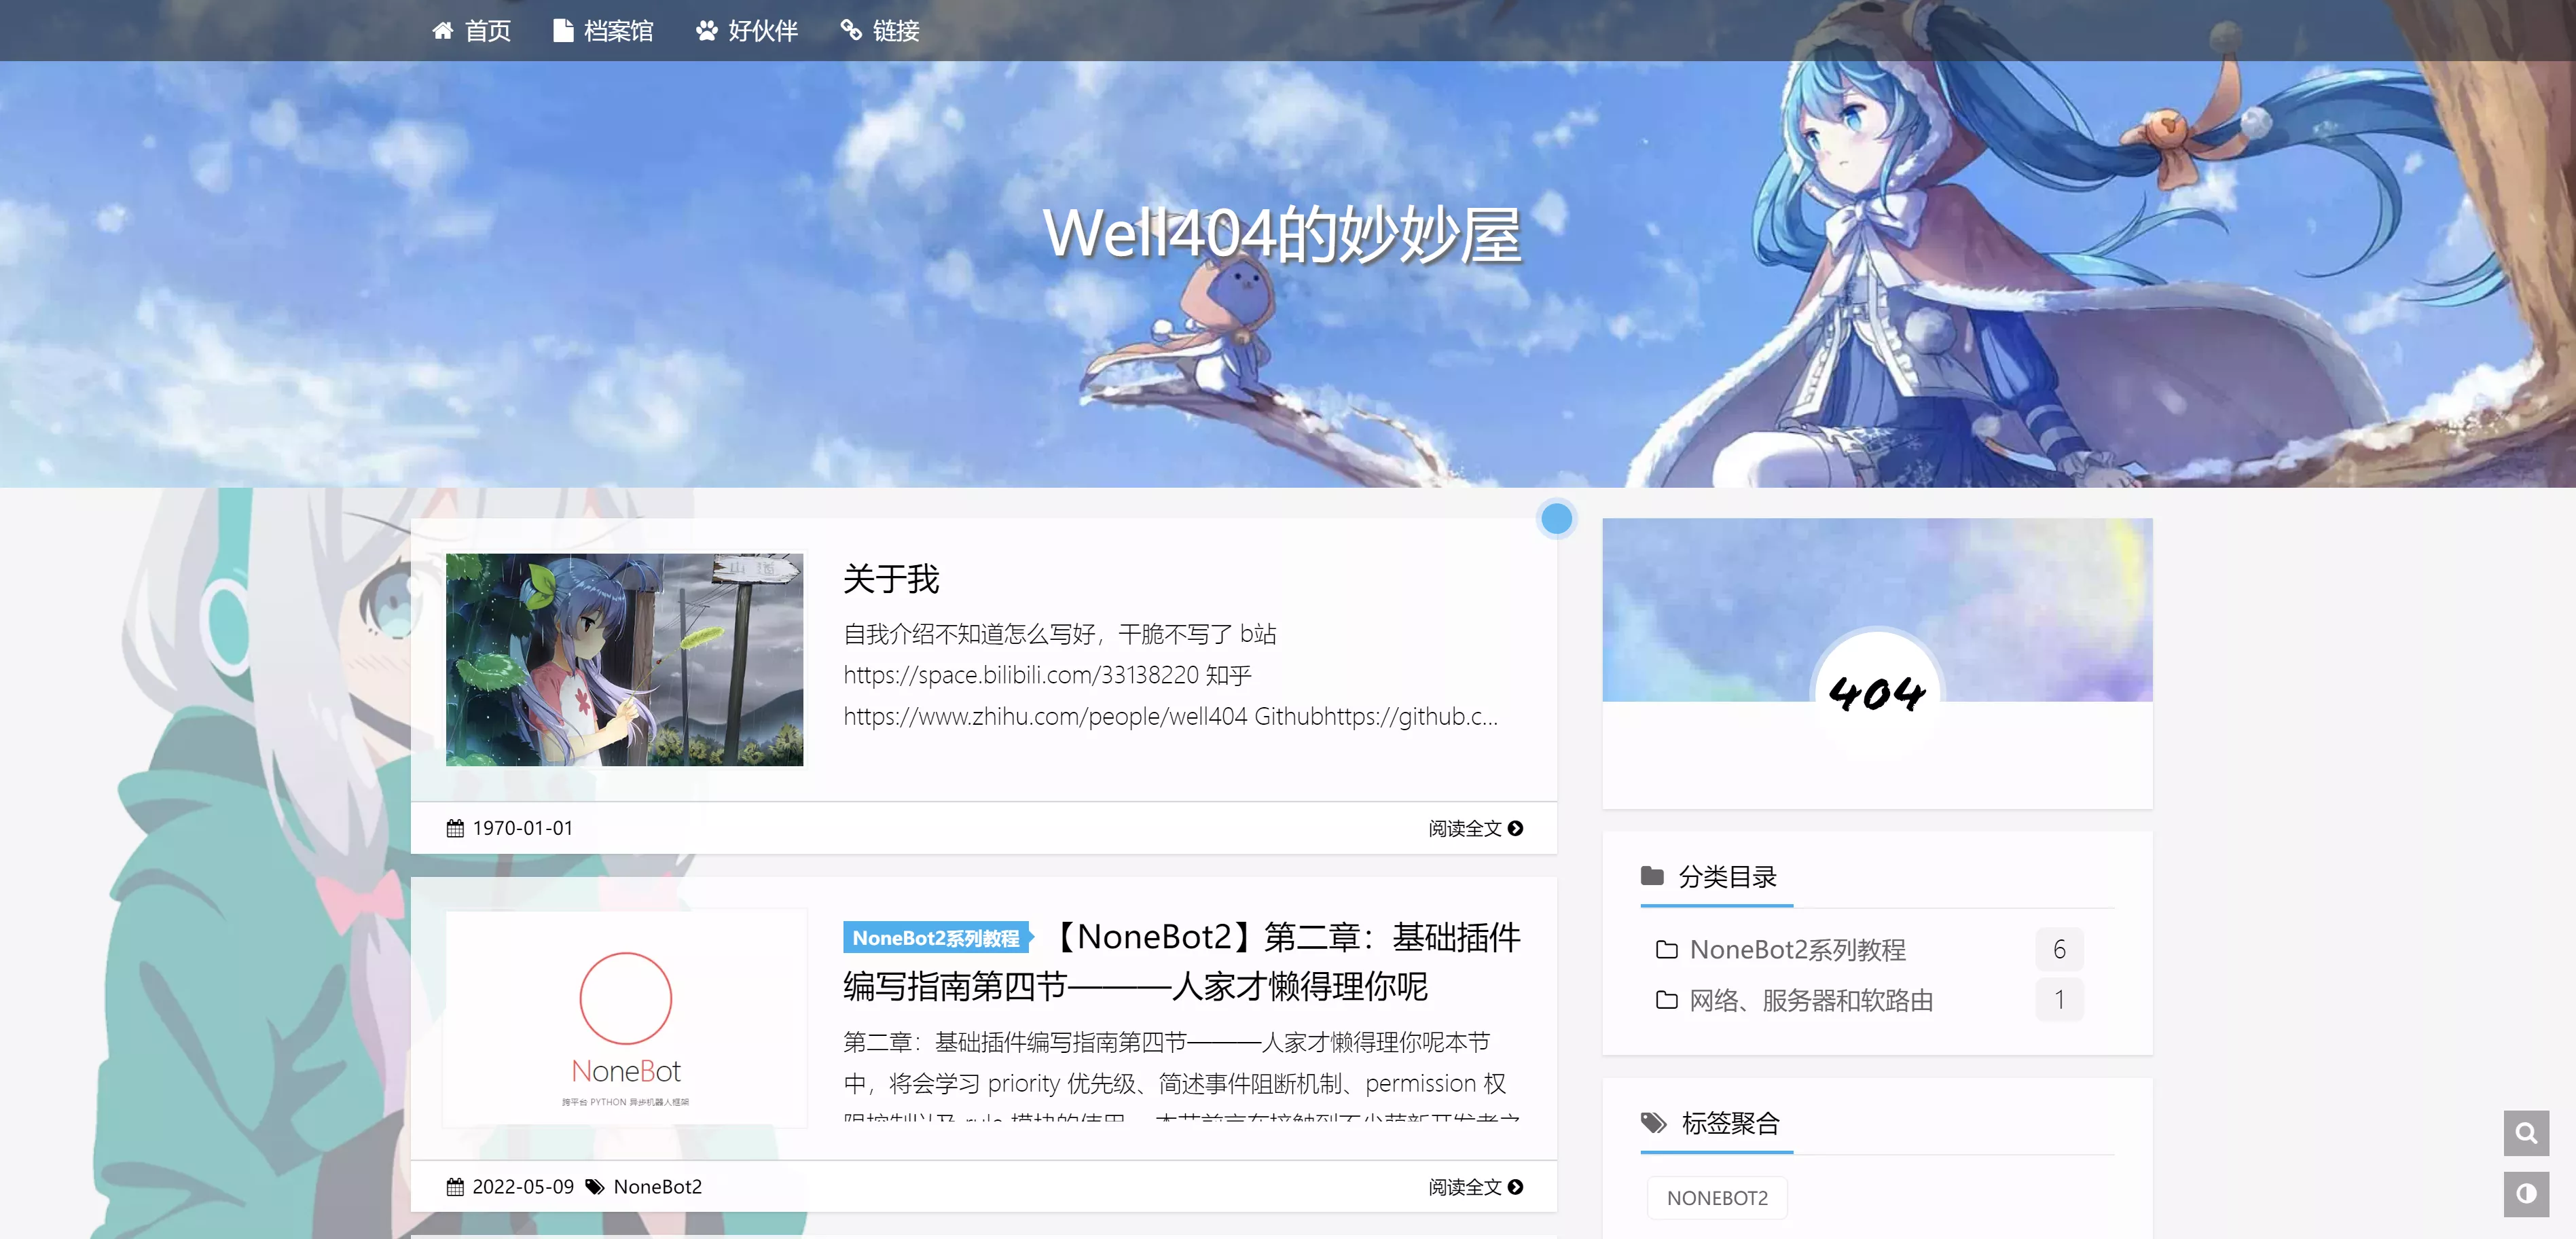 首页
档案馆
好伙伴
链接
Well404的妙妙屋
关于我
自我介绍不知道怎么写好，干脆不写了 b站
https://space.bilibili.com/33138220 知乎
https://www.zhihu.com/people/well404 Githubhttps://github.c...
1970-01-01
阅读全文
NoneBot2系列教程 【NoneBot2】第二章：基础插件
编写指南第四节———人家才懒得理你呢
NoneBot
跨平台 PYTHON 异步机器人框架
第二章：基础插件编写指南第四节———人家才懒得理你呢本节
中，将会学习 priority 优先级、简述事件阻断机制、permission 权
2022-05-09
NoneBot2
阅读全文
404
分类目录
NoneBot2系列教程 6
网络、服务器和软路由 1
标签聚合
NONEBOT2